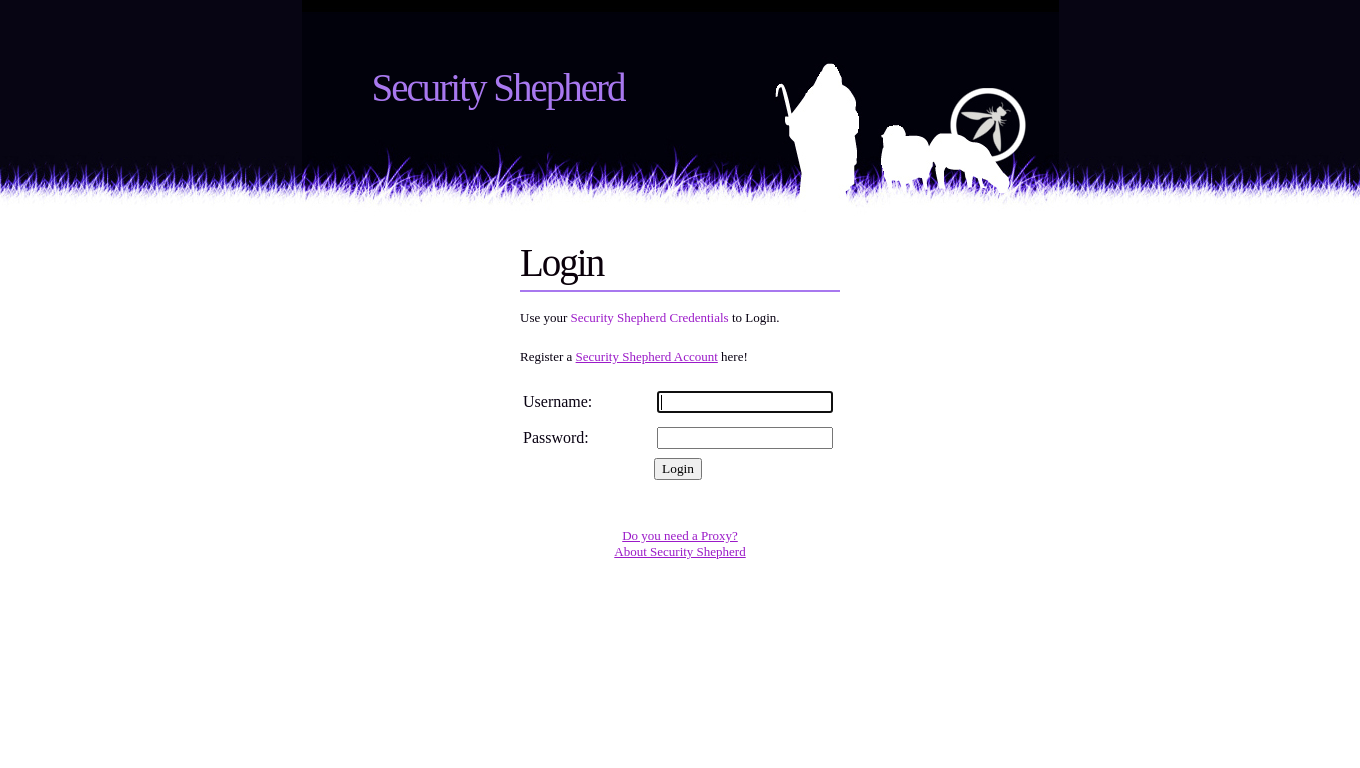 Security Shepherd
Login
Use your Security Shepherd Credentials to Login.
Register a Security Shepherd Account here!
Username:
Password:
Login
Do you need a Proxy?
About Security Shepherd